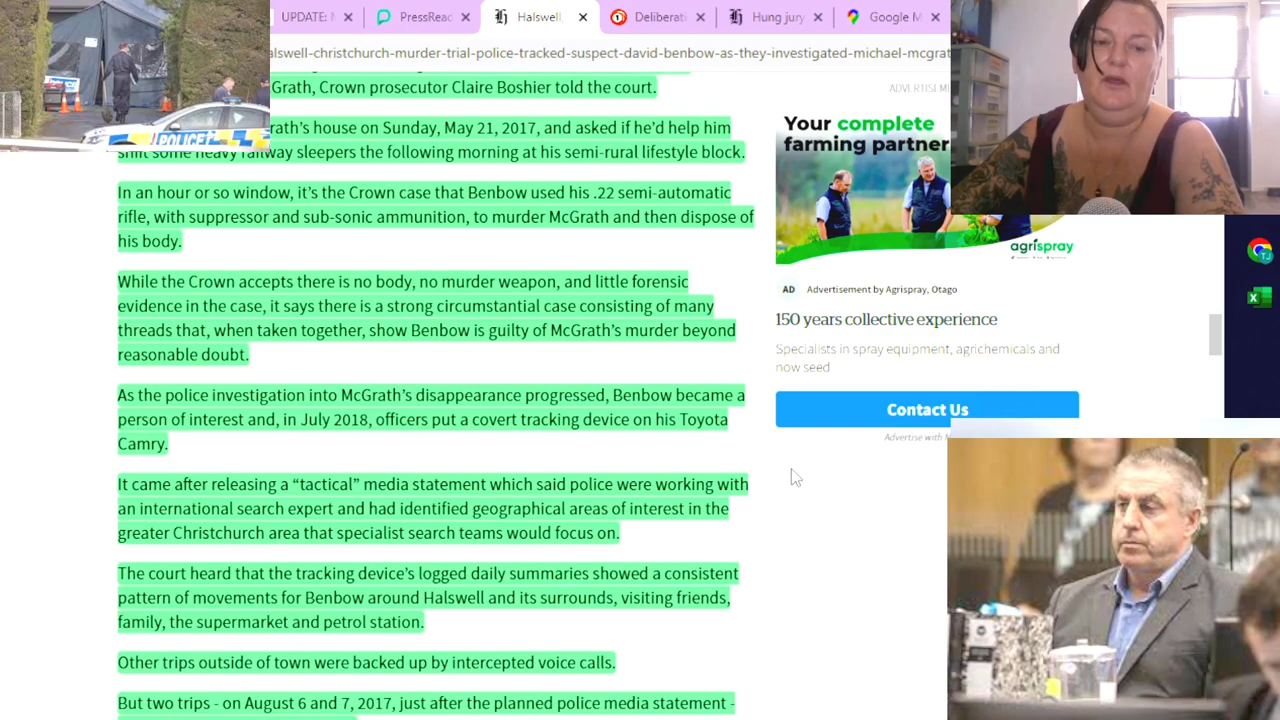 UPDATE:
PressRead
Halswell,
Deliberati
Hung jury
Google M
alswell-christchurch-murder-trial-police-tracked-suspect-david-benbow-as-they-investigated-michael-mcgrat
Grath, Crown prosecutor Claire Boshier told the court.
rath's house on Sunday, May 21, 2017, and asked if he'd help him
shift some heavy railway sleepers the following morning at his semi-rural lifestyle block.
In an hour or so window, it's the Crown case that Benbow used his .22 semi-automatic
rifle, with suppressor and sub-sonic ammunition, to murder McGrath and then dispose of
his body.
While the Crown accepts there is no body, no murder weapon, and little forensic
evidence in the case, it says there is a strong circumstantial case consisting of many
threads that, when taken together, show Benbow is guilty of McGrath's murder beyond
reasonable doubt.
As the police investigation into McGrath's disappearance progressed, Benbow became a
person of interest and, in July 2018, officers put a covert tracking device on his Toyota
Camry.
It came after releasing a "tactical" media statement which said police were working with
an international search expert and had identified geographical areas of interest in the
greater Christchurch area that specialist search teams would focus on.
The court heard that the tracking device's logged daily summaries showed a consistent
pattern of movements for Benbow around Halswell and its surrounds, visiting friends,
family, the supermarket and petrol station.
Other trips outside of town were backed up by intercepted voice calls.
But two trips - on August 6 and 7, 2017, just after the planned police media statement -
ADVERTISEME
Your complete
farming partner
agrispray
AD Advertisement by Agrispray, Otago
150 years collective experience
Specialists in spray equipment, agrichemicals and
now seed
Contact Us
Advertise with N
POLICE
TJ